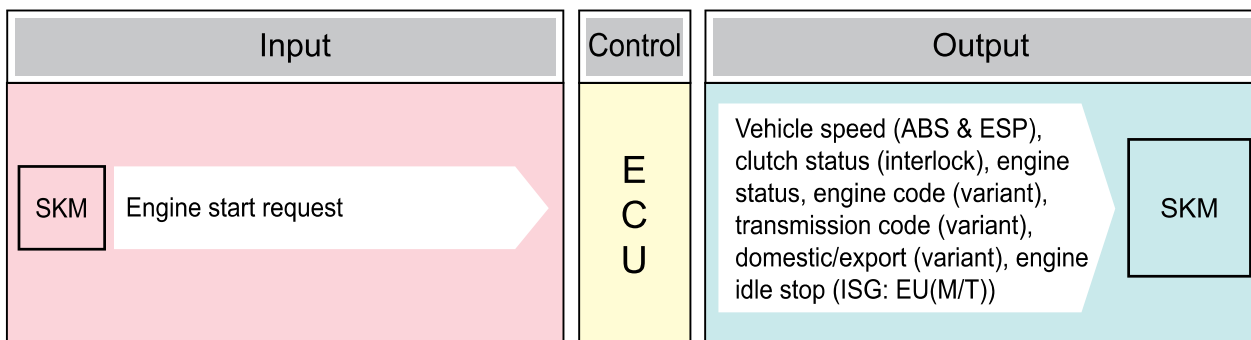 Input
Control
Output
SKM
Engine start request
E
C
U
Vehicle speed (ABS & ESP),
clutch status (interlock), engine
status, engine code (variant),
transmission code (variant),
domestic/export (variant), engine
idle stop (ISG: EU(M/T))
SKM